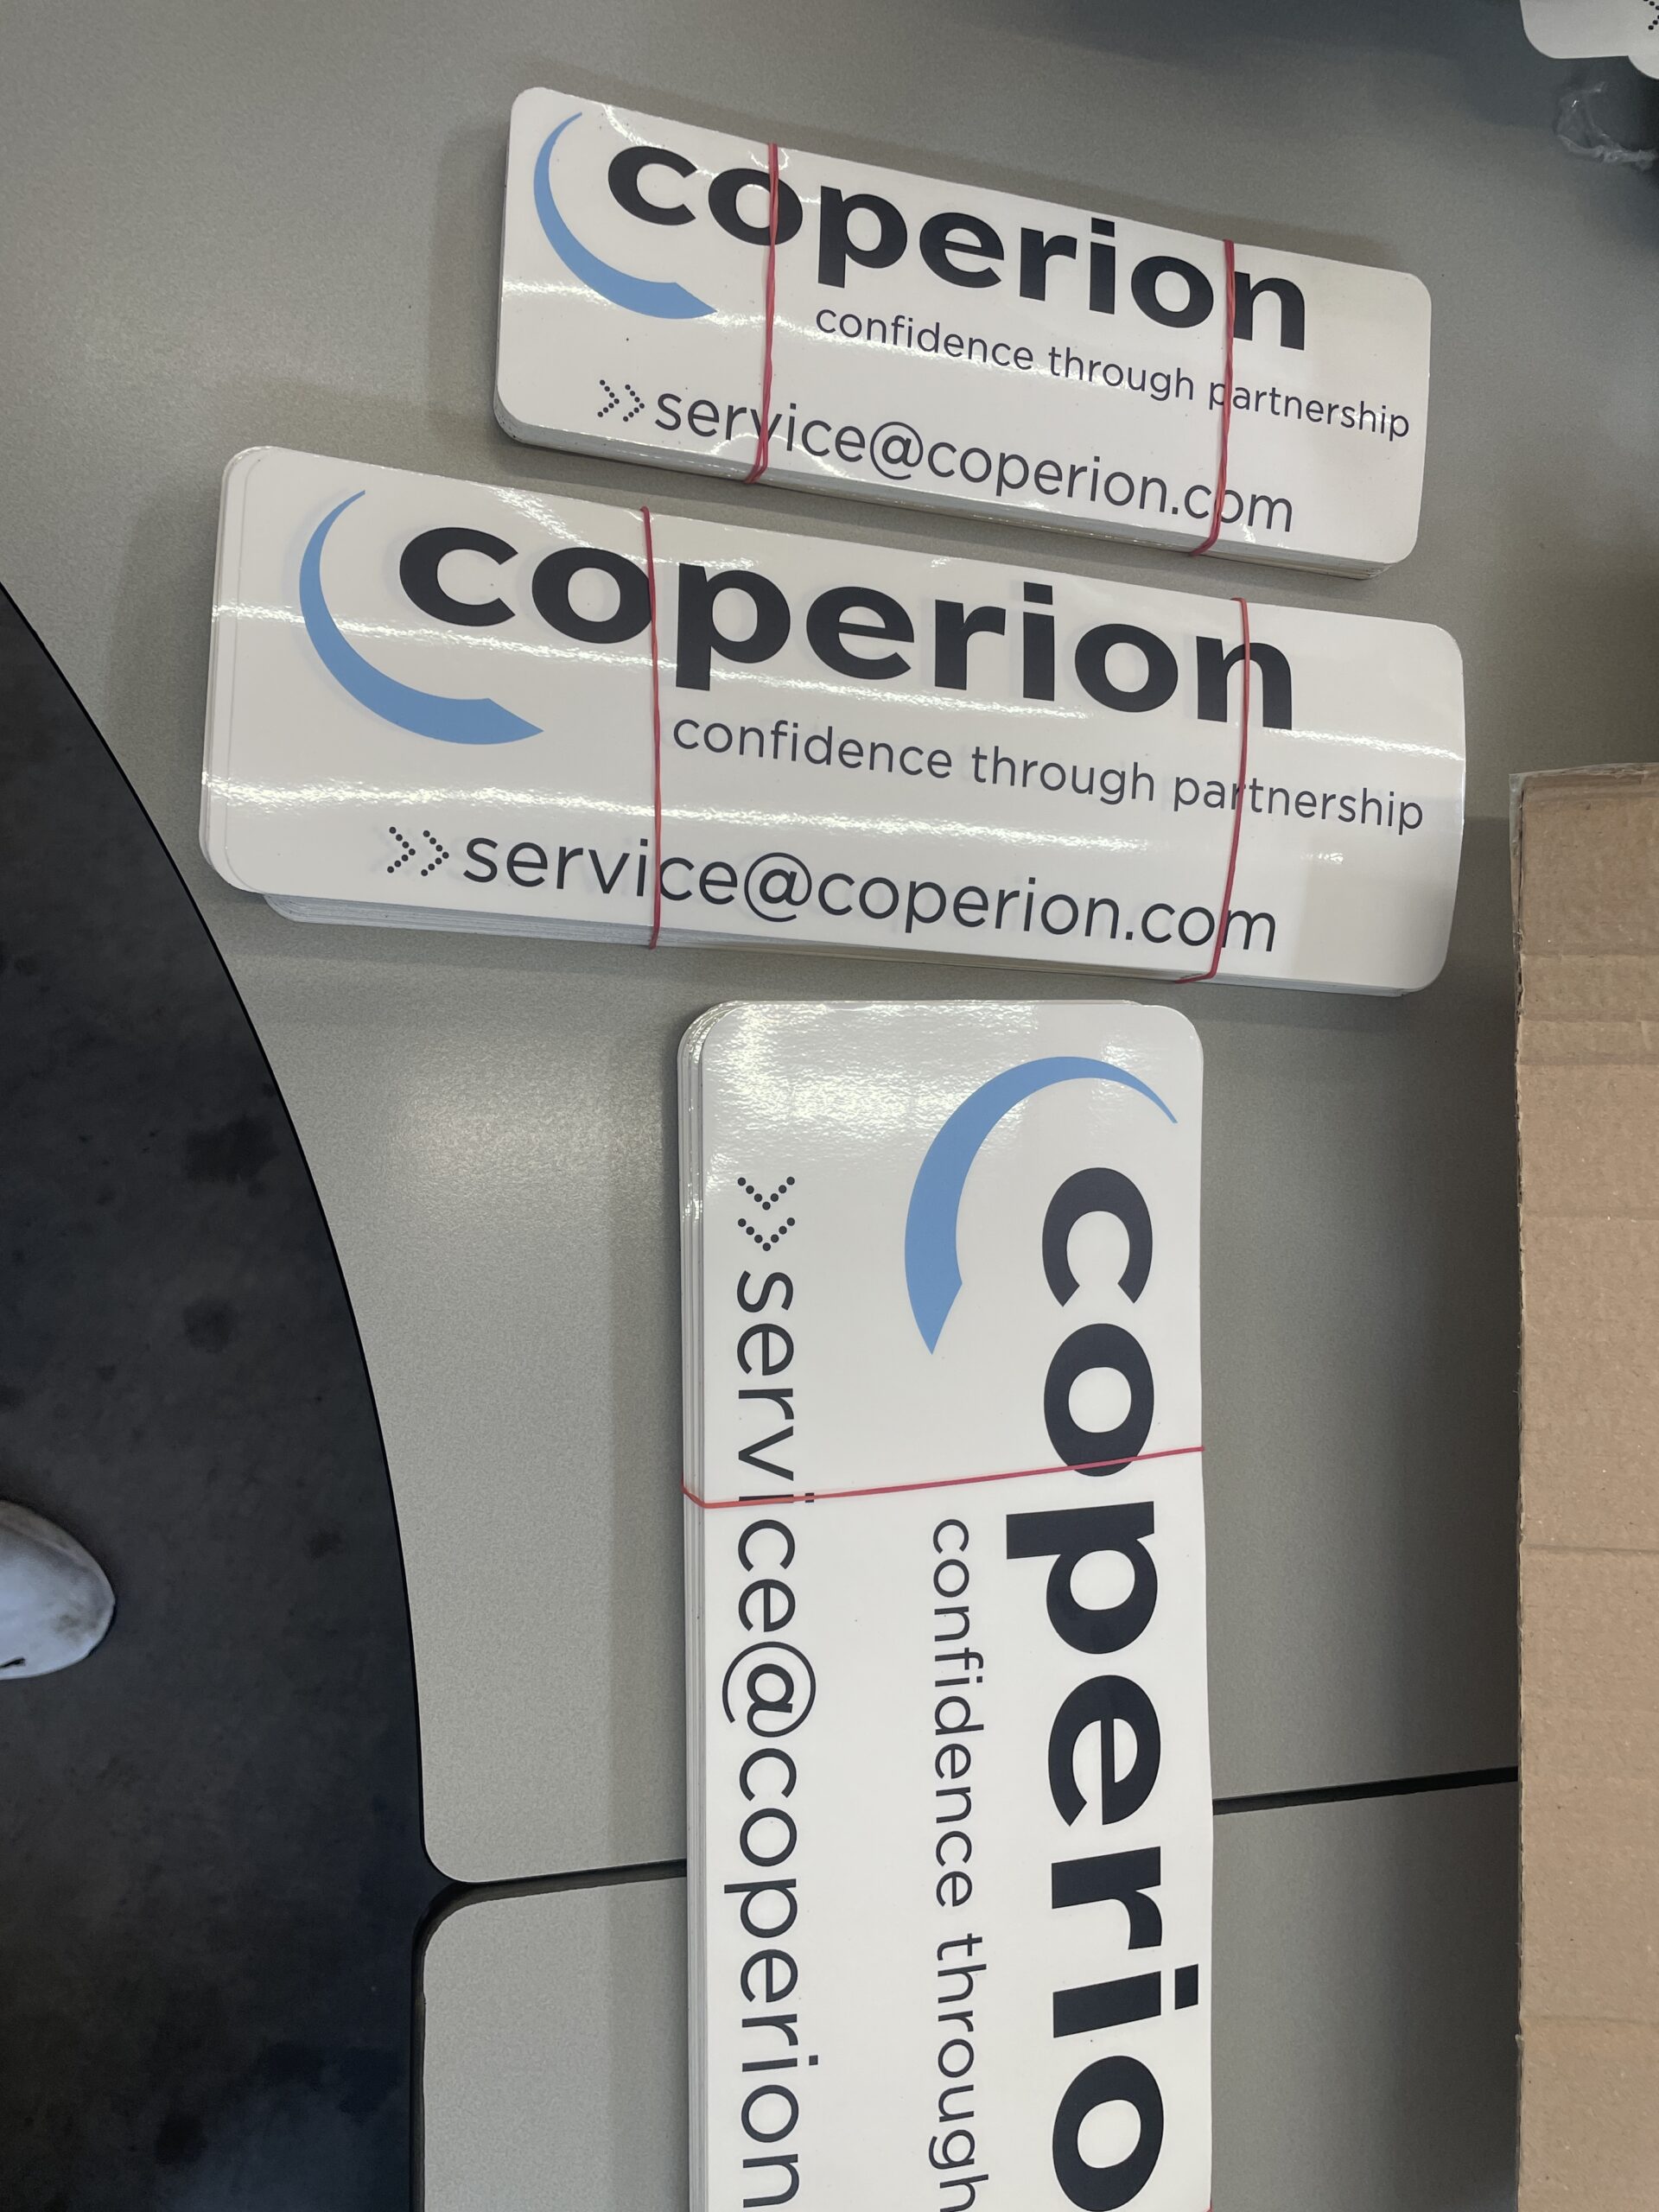 coperion
confidence through partnership
service@coperion.com
coperion
confidence through partnership
service@coperion.com
coperio
confidence through
service@coperion